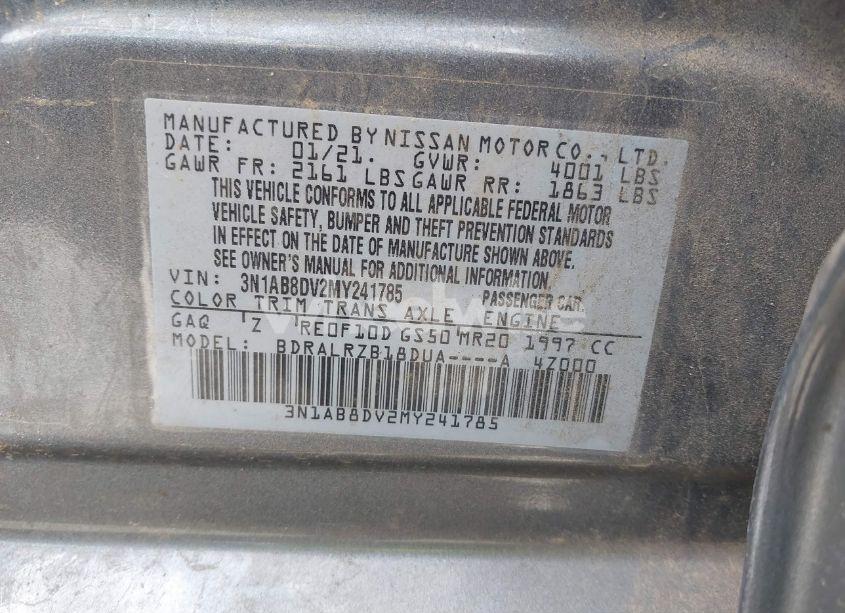 MANUFACTURED BY NISSAN MOTOR CO., LTD.
DATE: 01/21. GVWR: 4001 LBS
GAWR FR: 2161 LBS GAWR RR: 1863 LBS
THIS VEHICLE CONFORMS TO ALL APPLICABLE FEDERAL MOTOR
VEHICLE SAFETY, BUMPER AND THEFT PREVENTION STANDARDS
IN EFFECT ON THE DATE OF MANUFACTURE SHOWN ABOVE.
SEE OWNER'S MANUAL FOR ADDITIONAL INFORMATION.
VIN: 3N1AB8DV2MY241785 PASSENGER CAR.
COLOR TRIM TRANS AXLE ENGINE
GAQ Z RE0F10D GS50 MR20 1997 CC
MODEL: BDRALRZB18DUA----A 4Z000
3N1AB8DV2MY241785